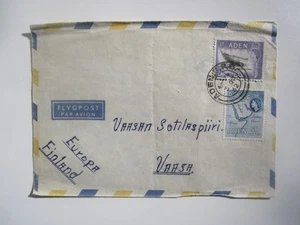 ADEN
FLYGPOST
PAR AVION
Vaasan Sotilaspiiri.
Vaasa.
Europa
Finland